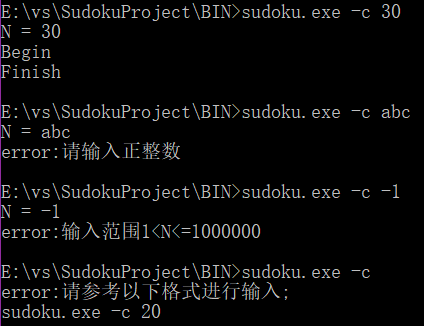 E:\vs\SudokuProject\BIN>sudoku.exe -c 30
N = 30
Begin
Finish
E:\vs\SudokuProject\BIN>sudoku.exe -c abc
N = abc
error:请输入正整数
E:\vs\SudokuProject\BIN>sudoku.exe -c -1
N = -1
error:输入范围1<N<=1000000
E:\vs\SudokuProject\BIN>sudoku.exe -c
error:请参考以下格式进行输入;
sudoku.exe -c 20